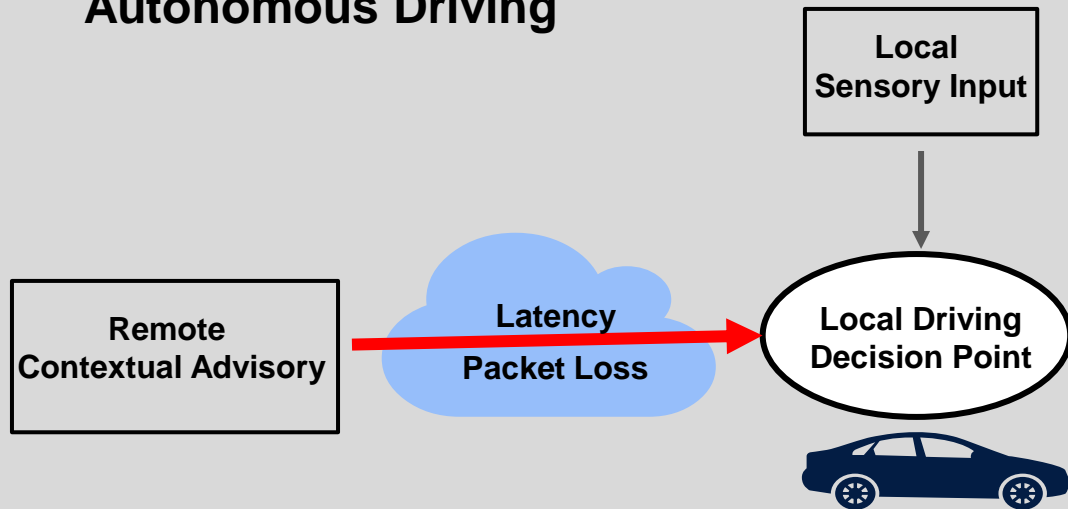 Autonomous Driving
Local
Sensory Input
Latency
Packet Loss
Remote
Contextual Advisory
Local Driving
Decision Point